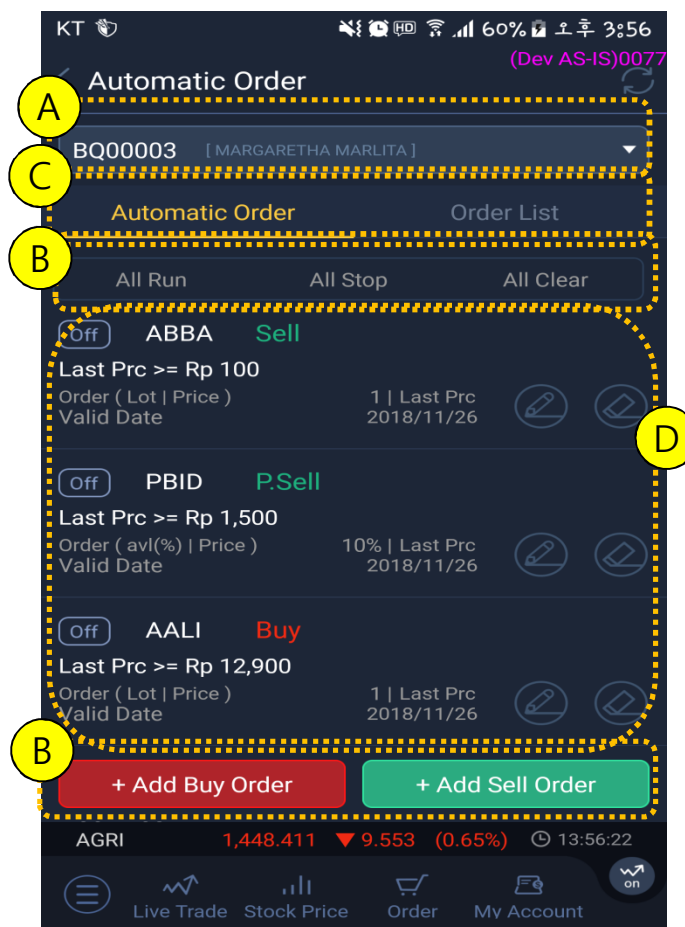 KT HD 60% 오후 3:56
(Dev AS-IS)0077
Automatic Order
A
BQ00003 [ MARGARETHA MARLITA ]
C
Automatic Order Order List
B
All Run All Stop All Clear
Off ABBA Sell
Last Prc >= Rp 100
Order ( Lot | Price ) 1 | Last Prc
Valid Date 2018/11/26
D
Off PBID P.Sell
Last Prc >= Rp 1,500
Order ( avl(%) | Price ) 10% | Last Prc
Valid Date 2018/11/26
Off AALI Buy
Last Prc >= Rp 12,900
Order ( Lot | Price ) 1 | Last Prc
Valid Date 2018/11/26
B
+ Add Buy Order + Add Sell Order
AGRI 1,448.411 ▼ 9.553 (0.65%) 13:56:22
on
Live Trade Stock Price Order My Account